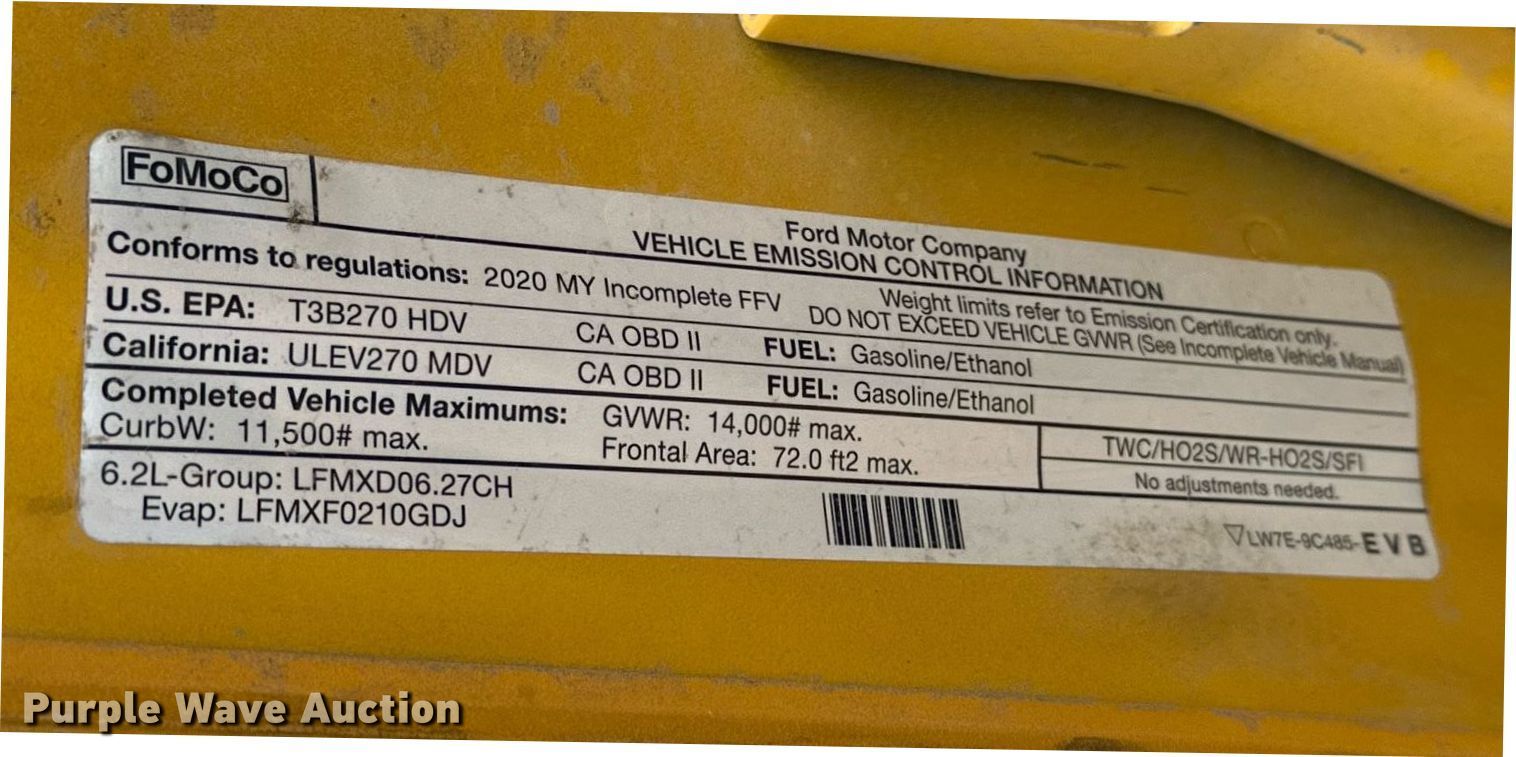 FoMoCo
Ford Motor Company
VEHICLE EMISSION CONTROL INFORMATION
Conforms to regulations: 2020 MY Incomplete FFV
Weight limits refer to Emission Certification only.
DO NOT EXCEED VEHICLE GVWR (See Incomplete Vehicle Manual)
U.S. EPA: T3B270 HDV CA OBD II FUEL: Gasoline/Ethanol
California: ULEV270 MDV CA OBD II FUEL: Gasoline/Ethanol
Completed Vehicle Maximums: GVWR: 14,000# max.
CurbW: 11,500# max. Frontal Area: 72.0 ft2 max.
TWC/HO2S/WR-HO2S/SFI
No adjustments needed.
6.2L-Group: LFMXD06.27CH
Evap: LFMXF0210GDJ
LW7E-9C485-EVB
Purple Wave Auction